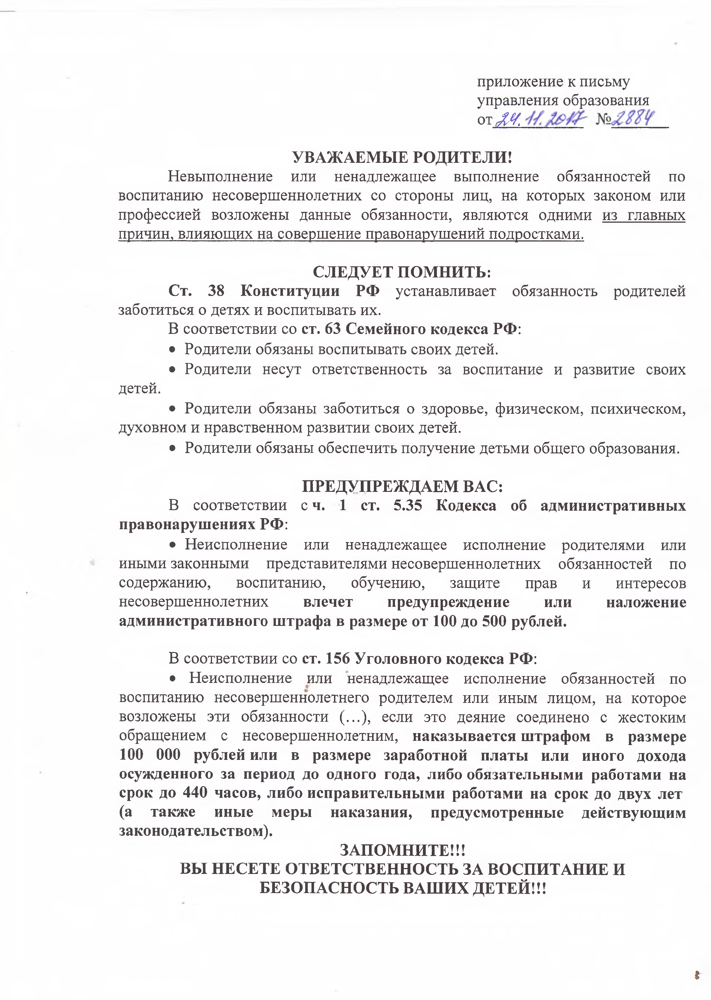 приложение к письму
управления образования
от 24.11.2017 № 2884
УВАЖАЕМЫЕ РОДИТЕЛИ!
Невыполнение или ненадлежащее выполнение обязанностей по
воспитанию несовершеннолетних со стороны лиц, на которых законом или
профессией возложены данные обязанности, являются одними из главных
причин, влияющих на совершение правонарушений подростками.
СЛЕДУЕТ ПОМНИТЬ:
Ст. 38 Конституции РФ устанавливает обязанность родителей
заботиться о детях и воспитывать их.
В соответствии со ст. 63 Семейного кодекса РФ:
• Родители обязаны воспитывать своих детей.
• Родители несут ответственность за воспитание и развитие своих
детей.
• Родители обязаны заботиться о здоровье, физическом, психическом,
духовном и нравственном развитии своих детей.
• Родители обязаны обеспечить получение детьми общего образования.
ПРЕДУПРЕЖДАЕМ ВАС:
В соответствии с ч. 1 ст. 5.35 Кодекса об административных
правонарушениях РФ:
• Неисполнение или ненадлежащее исполнение родителями или
иными законными представителями несовершеннолетних обязанностей по
содержанию, воспитанию, обучению, защите прав и интересов
несовершеннолетних влечет предупреждение или наложение
административного штрафа в размере от 100 до 500 рублей.
В соответствии со ст. 156 Уголовного кодекса РФ:
• Неисполнение или ненадлежащее исполнение обязанностей по
воспитанию несовершеннолетнего родителем или иным лицом, на которое
возложены эти обязанности (…), если это деяние соединено с жестоким
обращением с несовершеннолетним, наказывается штрафом в размере
100 000 рублей или в размере заработной платы или иного дохода
осужденного за период до одного года, либо обязательными работами на
срок до 440 часов, либо исправительными работами на срок до двух лет
(а также иные меры наказания, предусмотренные действующим
законодательством).
ЗАПОМНИТЕ!!!
ВЫ НЕСЕТЕ ОТВЕТСТВЕННОСТЬ ЗА ВОСПИТАНИЕ И
БЕЗОПАСНОСТЬ ВАШИХ ДЕТЕЙ!!!